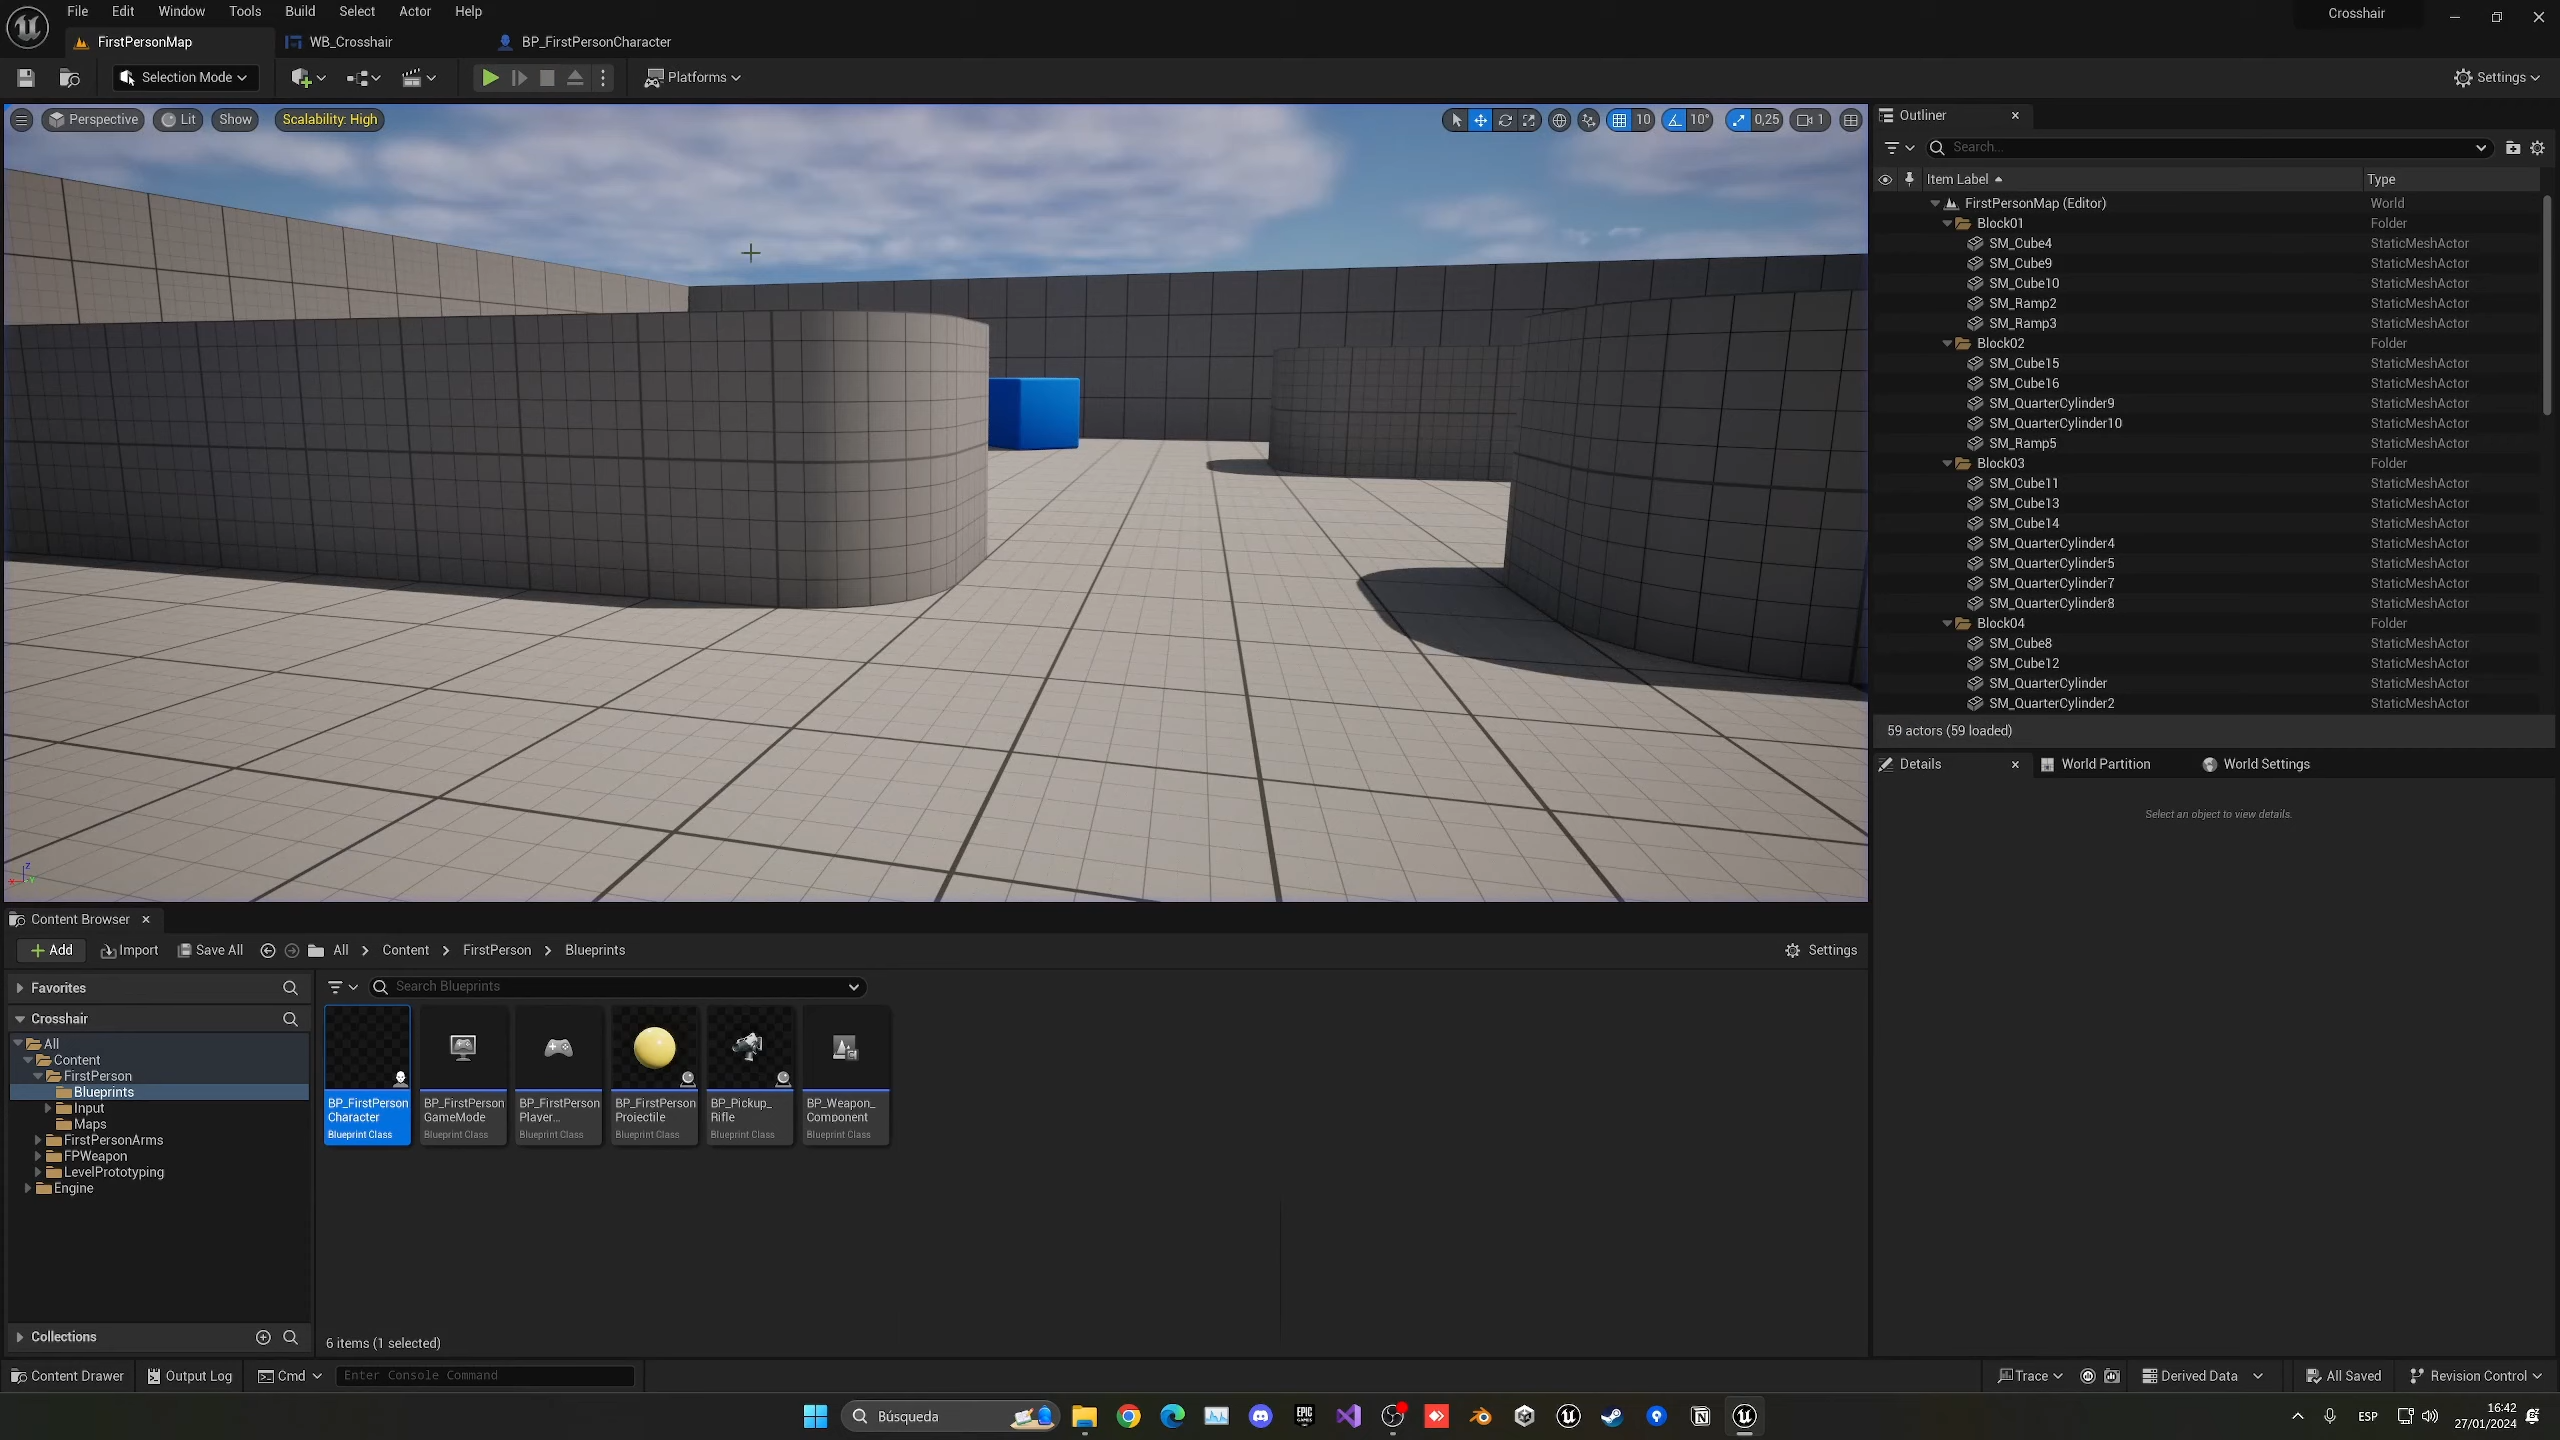 File Edit Window Tools Build Select Actor Help
Crosshair
FirstPersonMap WB_Crosshair BP_FirstPersonCharacter
Selection Mode Platforms Settings
Perspective Lit Show Scalability: High 10 10° 0,25 1
Outliner
Search...
Item Label Type
FirstPersonMap (Editor) World
Block01 Folder
SM_Cube4 StaticMeshActor
SM_Cube9 StaticMeshActor
SM_Cube10 StaticMeshActor
SM_Ramp2 StaticMeshActor
SM_Ramp3 StaticMeshActor
Block02 Folder
SM_Cube15 StaticMeshActor
SM_Cube16 StaticMeshActor
SM_QuarterCylinder9 StaticMeshActor
SM_QuarterCylinder10 StaticMeshActor
SM_Ramp5 StaticMeshActor
Block03 Folder
SM_Cube11 StaticMeshActor
SM_Cube13 StaticMeshActor
SM_Cube14 StaticMeshActor
SM_QuarterCylinder4 StaticMeshActor
SM_QuarterCylinder5 StaticMeshActor
SM_QuarterCylinder7 StaticMeshActor
SM_QuarterCylinder8 StaticMeshActor
Block04 Folder
SM_Cube8 StaticMeshActor
SM_Cube12 StaticMeshActor
SM_QuarterCylinder StaticMeshActor
SM_QuarterCylinder2 StaticMeshActor
59 actors (59 loaded)
Details World Partition World Settings
Select an object to view details.
Z
Content Browser
Add Import Save All All Content FirstPerson Blueprints Settings
Favorites
Search Blueprints
Crosshair
All
Content
FirstPerson
Blueprints
Input
Maps
FirstPersonArms
FPWeapon
LevelPrototyping
Engine
Collections
BP_FirstPerson
Character
Blueprint Class
BP_FirstPerson
GameMode
Blueprint Class
BP_FirstPerson
Player...
Blueprint Class
BP_FirstPerson
Projectile
Blueprint Class
BP_Pickup_
Rifle
Blueprint Class
BP_Weapon_
Component
Blueprint Class
6 items (1 selected)
Content Drawer Output Log Cmd Enter Console Command Trace Derived Data All Saved Revision Control
Búsqueda
EPIC
GAMES
ESP
16:42
27/01/2024